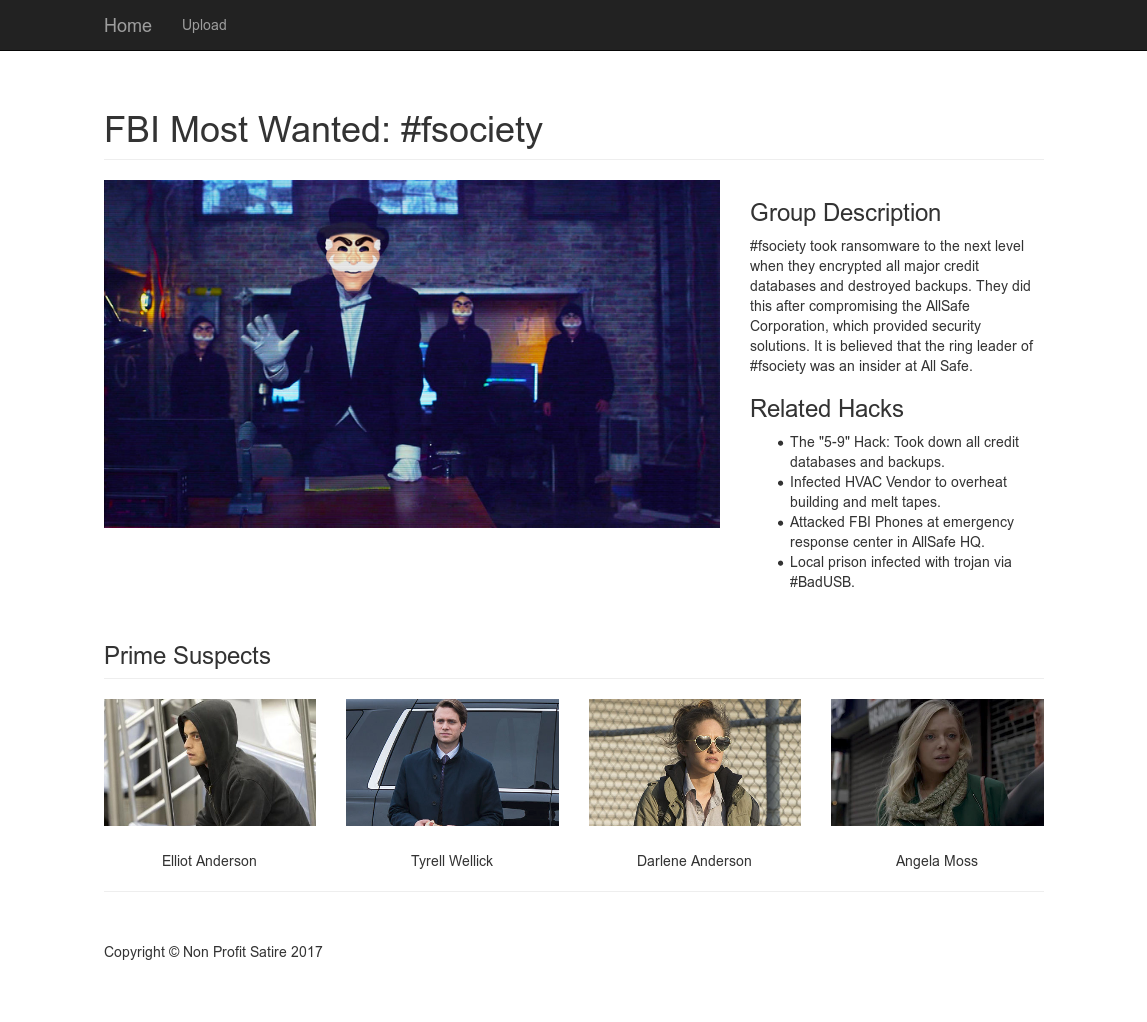 Home Upload
FBI Most Wanted: #fsociety
Group Description
#fsociety took ransomware to the next level
when they encrypted all major credit
databases and destroyed backups. They did
this after compromising the AllSafe
Corporation, which provided security
solutions. It is believed that the ring leader of
#fsociety was an insider at All Safe.
Related Hacks
• The "5-9" Hack: Took down all credit
databases and backups.
• Infected HVAC Vendor to overheat
building and melt tapes.
• Attacked FBI Phones at emergency
response center in AllSafe HQ.
• Local prison infected with trojan via
#BadUSB.
Prime Suspects
Elliot Anderson Tyrell Wellick Darlene Anderson Angela Moss
Copyright © Non Profit Satire 2017